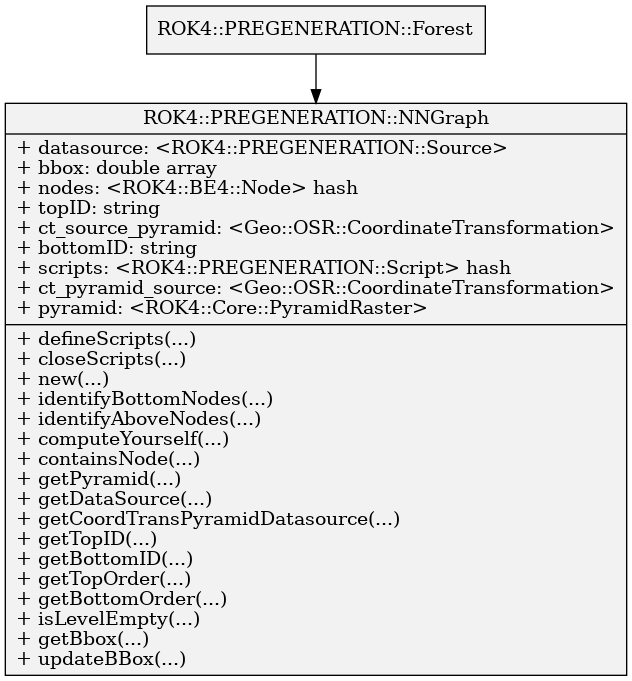 ROK4::PREGENERATION::Forest
ROK4::PREGENERATION::NNGraph
+ datasource: <ROK4::PREGENERATION::Source>
+ bbox: double array
+ nodes: <ROK4::BE4::Node> hash
+ topID: string
+ ct_source_pyramid: <Geo::OSR::CoordinateTransformation>
+ bottomID: string
+ scripts: <ROK4::PREGENERATION::Script> hash
+ ct_pyramid_source: <Geo::OSR::CoordinateTransformation>
+ pyramid: <ROK4::Core::PyramidRaster>
+ defineScripts(...)
+ closeScripts(...)
+ new(...)
+ identifyBottomNodes(...)
+ identifyAboveNodes(...)
+ computeYourself(...)
+ containsNode(...)
+ getPyramid(...)
+ getDataSource(...)
+ getCoordTransPyramidDatasource(...)
+ getTopID(...)
+ getBottomID(...)
+ getTopOrder(...)
+ getBottomOrder(...)
+ isLevelEmpty(...)
+ getBbox(...)
+ updateBBox(...)